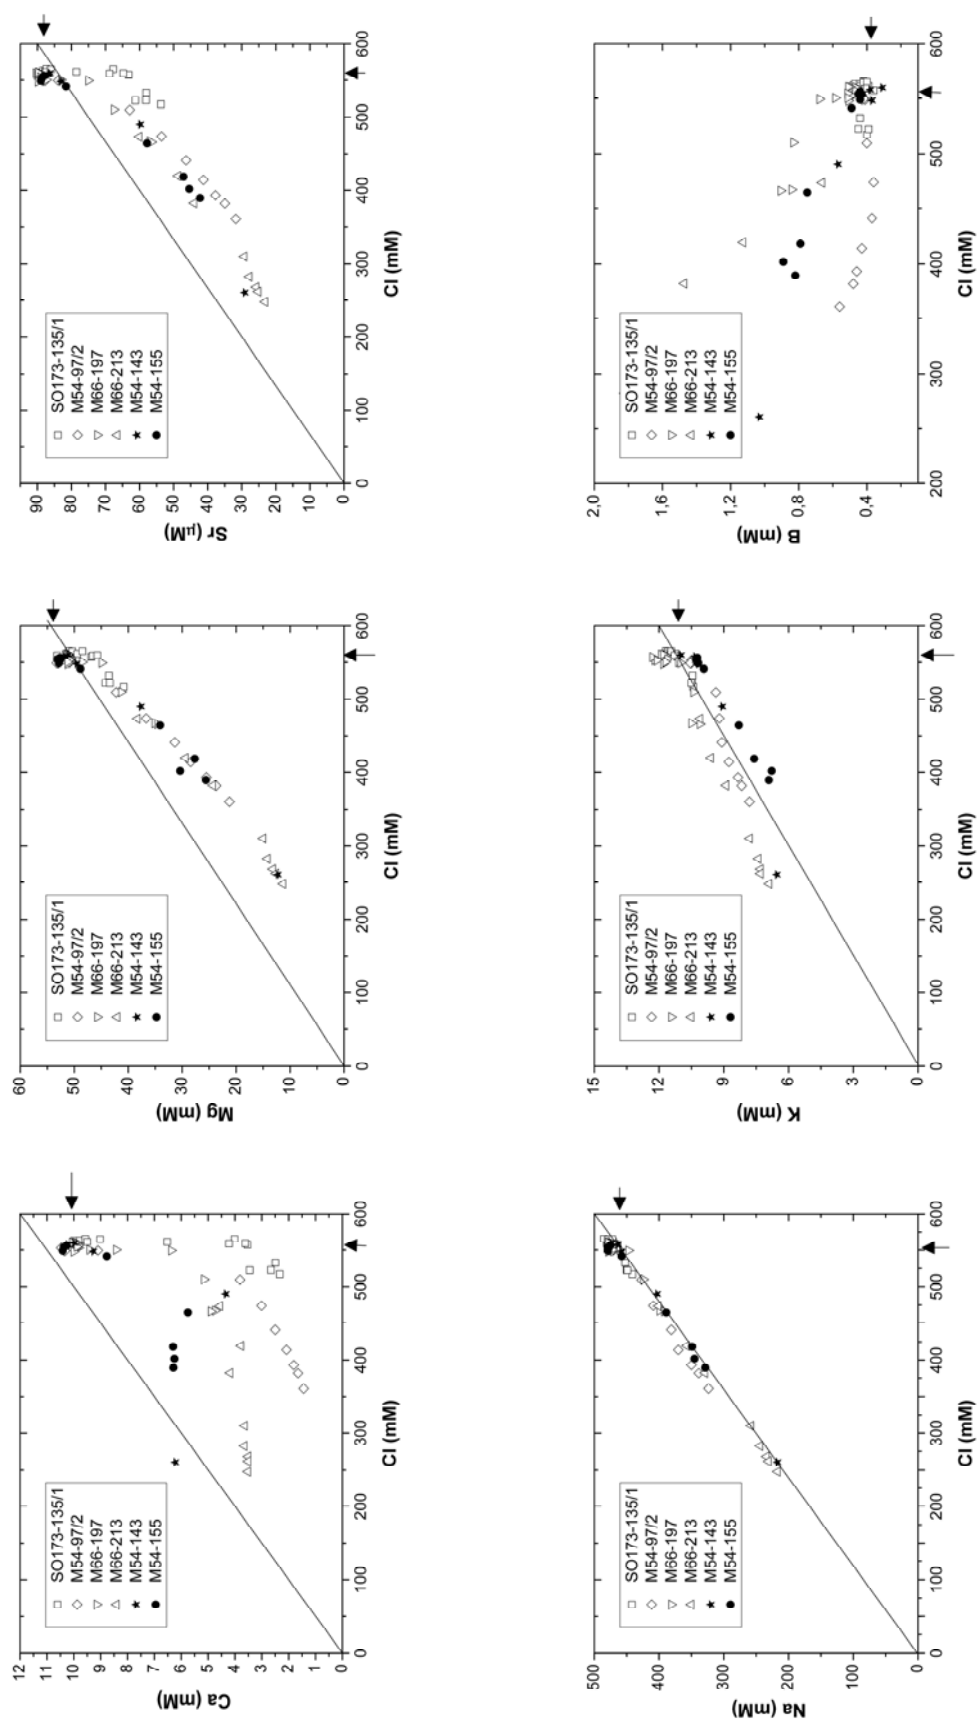 12
11
10
9
8
7
6
5
4
3
2
1
0
Ca (mM)
SO173-135/1
M54-97/2
M66-197
M66-213
M54-143
M54-155
0
100
200
300
400
500
600
Cl (mM)
60
50
40
30
20
10
0
Mg (mM)
SO173-135/1
M54-97/2
M66-197
M66-213
M54-143
M54-155
0
100
200
300
400
500
600
Cl (mM)
90
80
70
60
50
40
30
20
10
0
Sr (µM)
SO173-135/1
M54-97/2
M66-197
M66-213
M54-143
M54-155
0
100
200
300
400
500
600
Cl (mM)
500
400
300
200
100
0
Na (mM)
SO173-135/1
M54-97/2
M66-197
M66-213
M54-143
M54-155
0
100
200
300
400
500
600
Cl (mM)
15
12
9
6
3
0
K (mM)
SO173-135/1
M54-97/2
M66-197
M66-213
M54-143
M54-155
0
100
200
300
400
500
600
Cl (mM)
2,0
1,6
1,2
0,8
0,4
B (mM)
SO173-135/1
M54-97/2
M66-197
M66-213
M54-143
M54-155
200
300
400
500
600
Cl (mM)